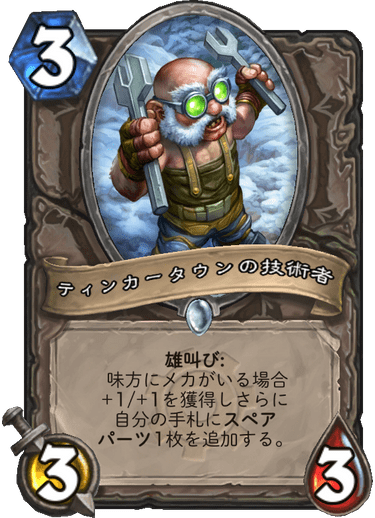 3
ティンカータウンの技術者
雄叫び:
味方にメカがいる場合
+1/+1を獲得しさらに
自分の手札にスペア
パーツ1枚を追加する。
3
3